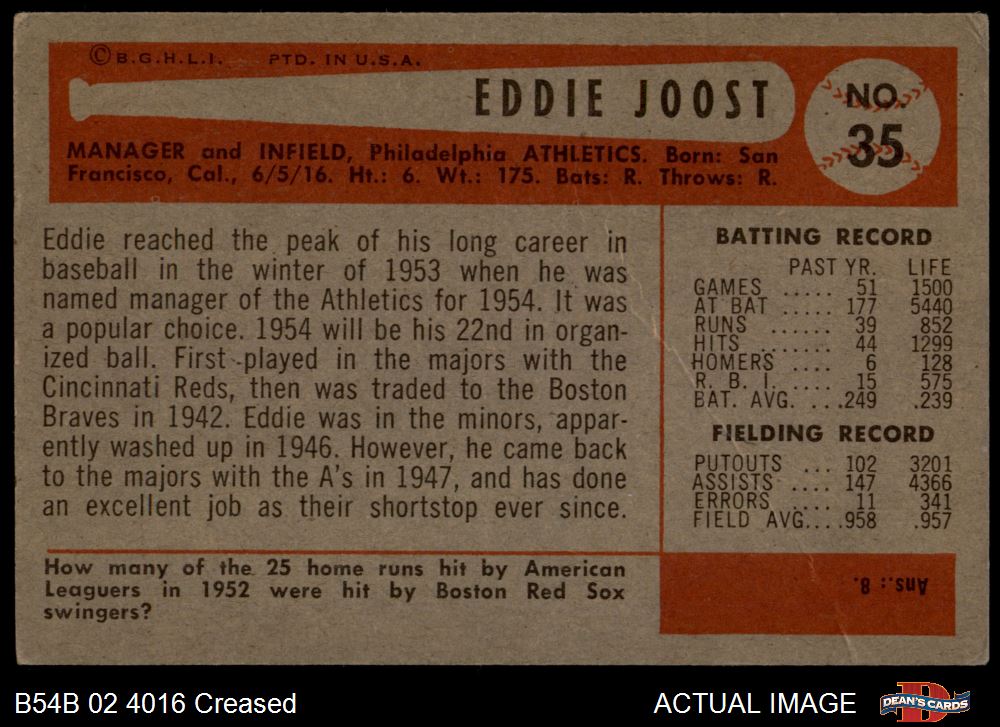 ©B.G.H.L.I. PTD. IN U.S.A.
EDDIE JOOST
NO.
35
MANAGER and INFIELD, Philadelphia ATHLETICS. Born: San
Francisco, Cal., 6/5/16. Ht.: 6. Wt.: 175. Bats: R. Throws: R.
Eddie reached the peak of his long career in
baseball in the winter of 1953 when he was
named manager of the Athletics for 1954. It was
a popular choice. 1954 will be his 22nd in organ-
ized ball. First played in the majors with the
Cincinnati Reds, then was traded to the Boston
Braves in 1942. Eddie was in the minors, appar-
ently washed up in 1946. However, he came back
to the majors with the A's in 1947, and has done
an excellent job as their shortstop ever since.
How many of the 25 home runs hit by American
Leaguers in 1952 were hit by Boston Red Sox
swingers?
BATTING RECORD
PAST YR. LIFE
GAMES ..... 51 1500
AT BAT ..... 177 5440
RUNS ...... 39 852
HITS ....... 44 1299
HOMERS .... 6 128
R. B. I. .... 15 575
BAT. AVG. ....249 .239
FIELDING RECORD
PUTOUTS ... 102 3201
ASSISTS .... 147 4366
ERRORS ..... 11 341
FIELD AVG....958 .957
Ans.: 8.
B54B 02 4016 Creased
ACTUAL IMAGE
D
DEAN'S CARDS